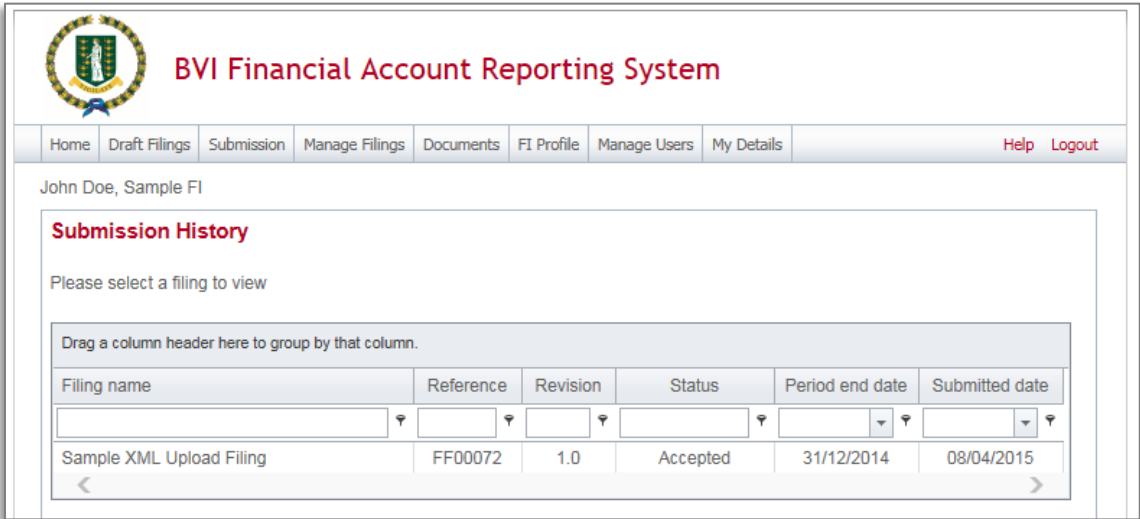 VIGILATE
BVI Financial Account Reporting System
Home Draft Filings Submission Manage Filings Documents FI Profile Manage Users My Details Help Logout
John Doe, Sample FI
Submission History
Please select a filing to view
Drag a column header here to group by that column.
Filing name Reference Revision Status Period end date Submitted date
Sample XML Upload Filing FF00072 1.0 Accepted 31/12/2014 08/04/2015